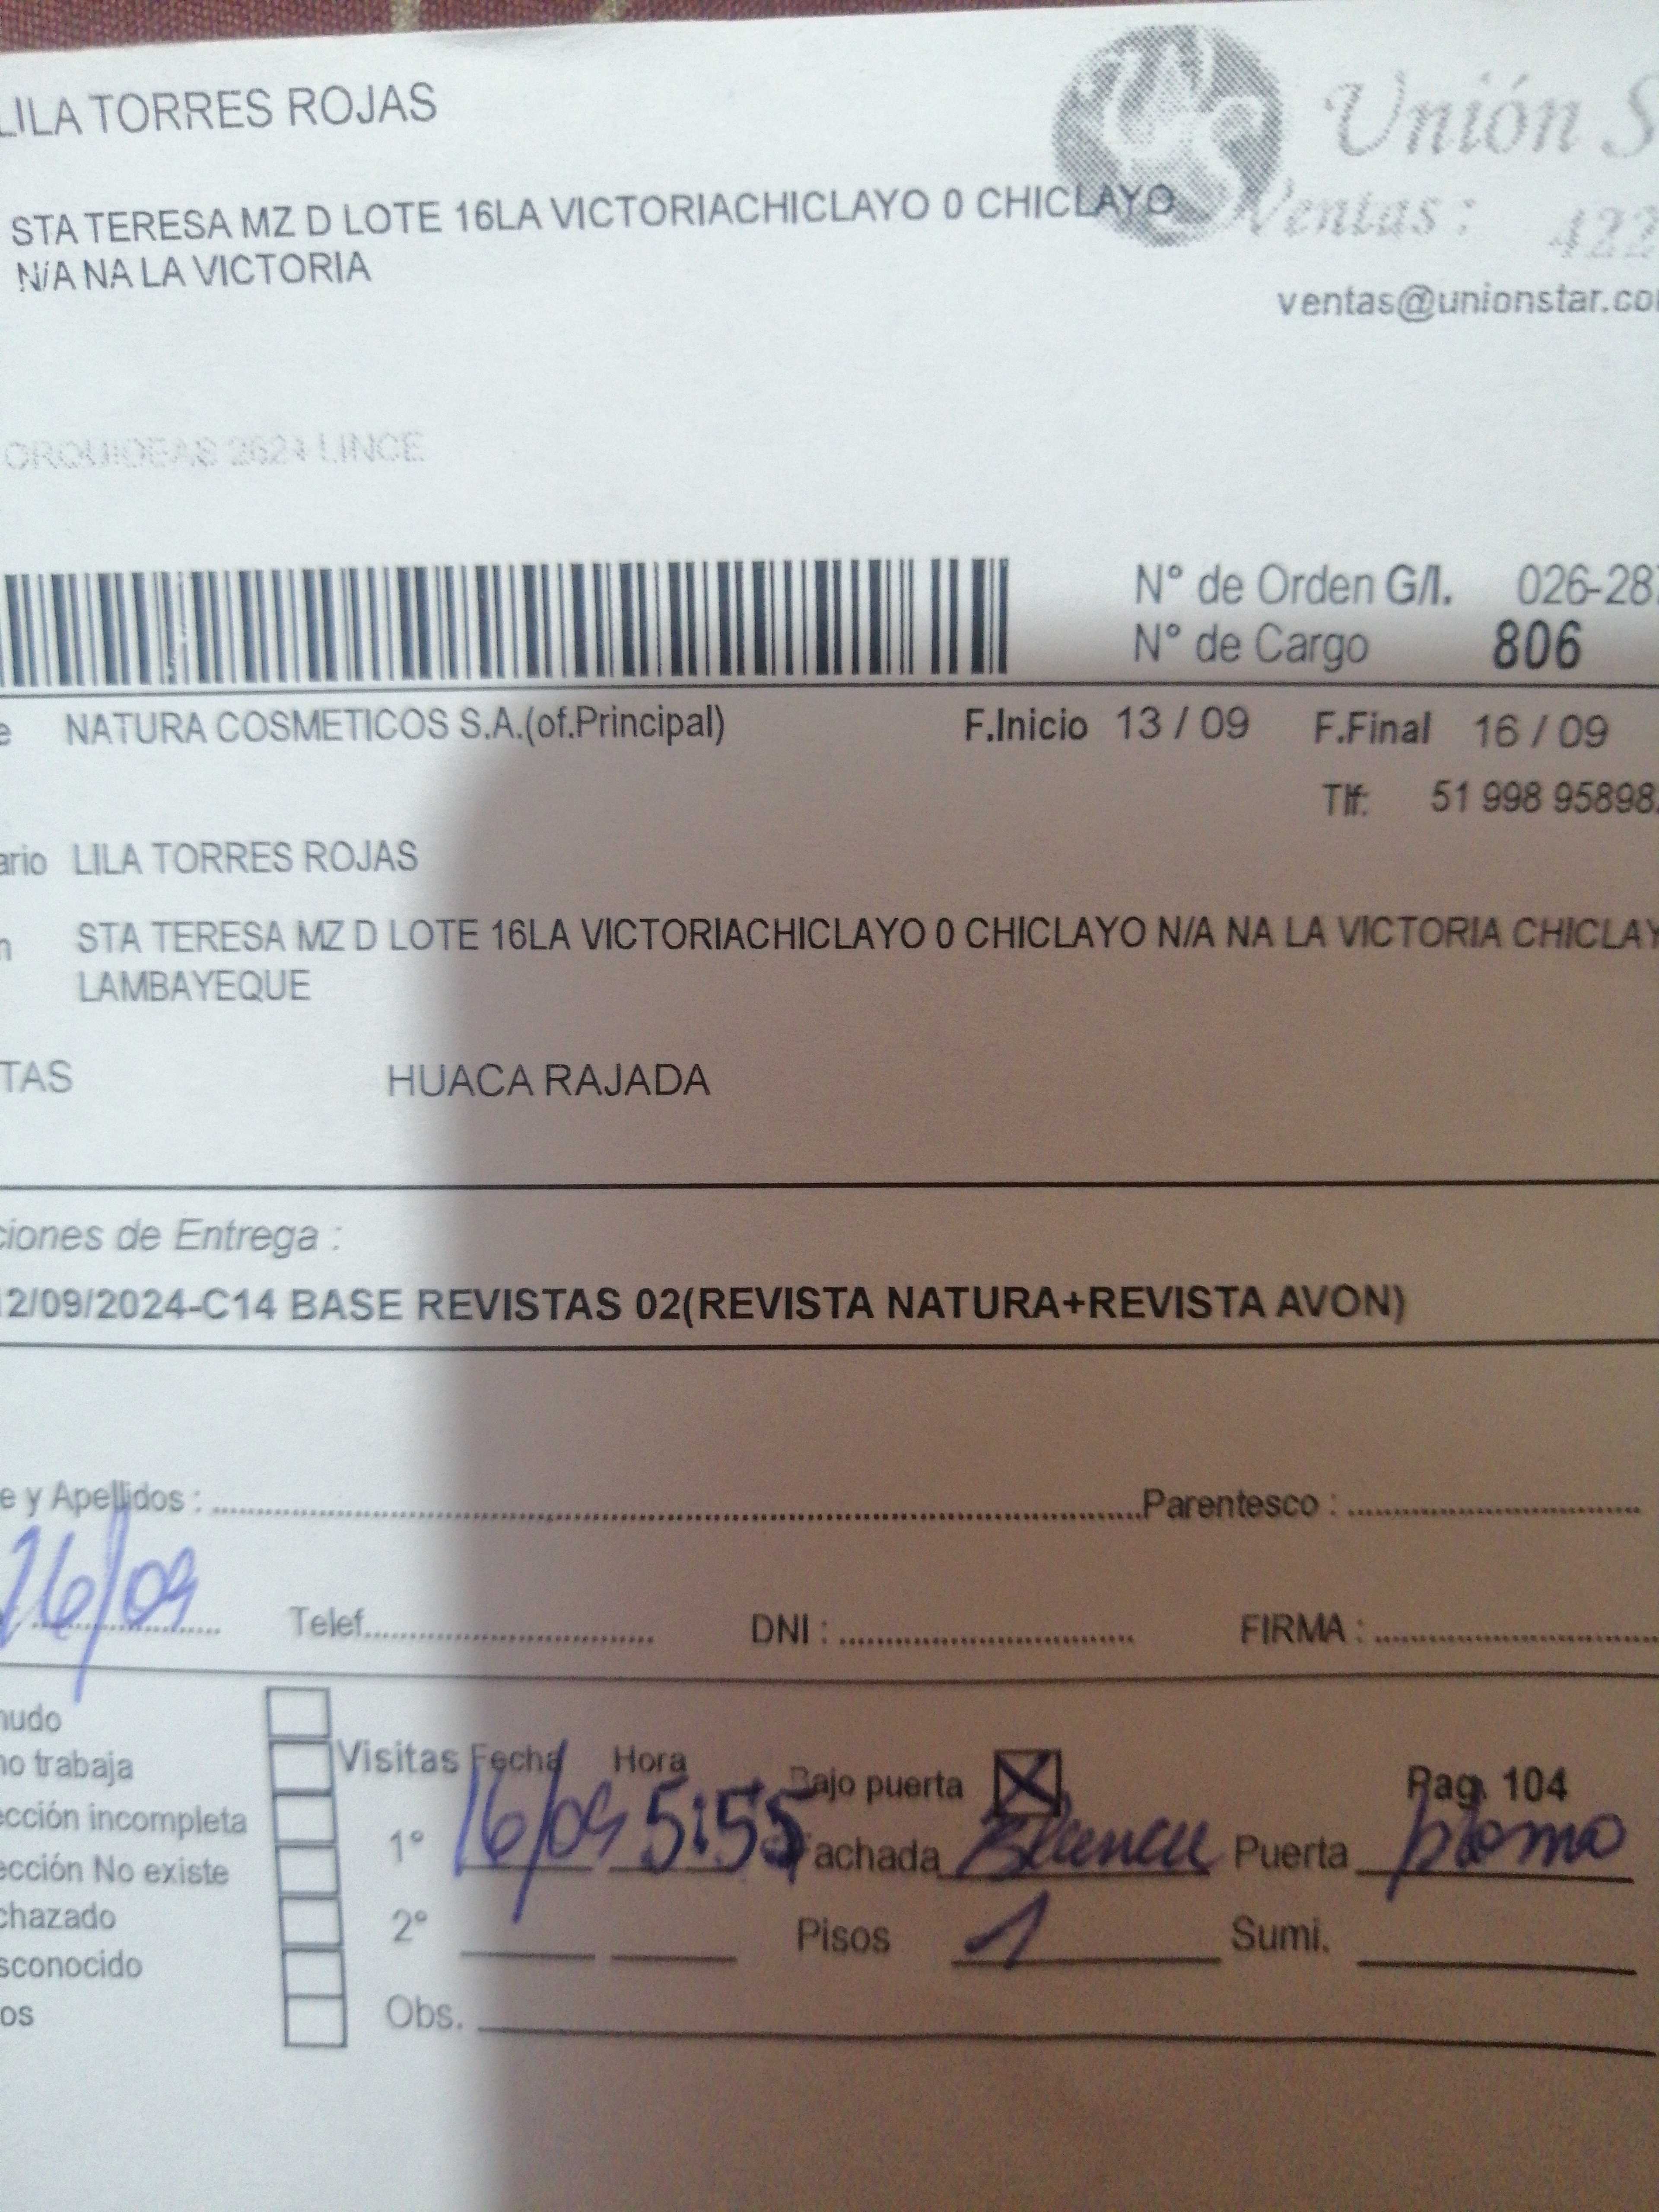 LILA TORRES ROJAS
Unión S
STA TERESA MZ D LOTE 16LA VICTORIACHICLAYO 0 CHICLAYO
N/A NA LA VICTORIA
Ventas : 422
ventas@unionstar.co
ORQUIDEAS 2624 LINCE
N° de Orden G/I. 026-28
N° de Cargo 806
e NATURA COSMETICOS S.A.(of.Principal) F.Inicio 13 / 09 F.Final 16 / 09
Tlf: 51 998 95898
ario LILA TORRES ROJAS
n STA TERESA MZ D LOTE 16LA VICTORIACHICLAYO 0 CHICLAYO N/A NA LA VICTORIA CHICLAY
LAMBAYEQUE
TAS HUACA RAJADA
ciones de Entrega :
12/09/2024-C14 BASE REVISTAS 02(REVISTA NATURA+REVISTA AVON)
e y Apellidos : Parentesco :
16/09 Telef. DNI : FIRMA :
nudo
no trabaja Visitas Fecha Hora Bajo puerta X Pag. 104
ección incompleta
1° 16/09 5:55 Fachada Blanca Puerta plomo
ección No existe
chazado 2° Pisos 1 Sumi.
sconocido
os Obs.